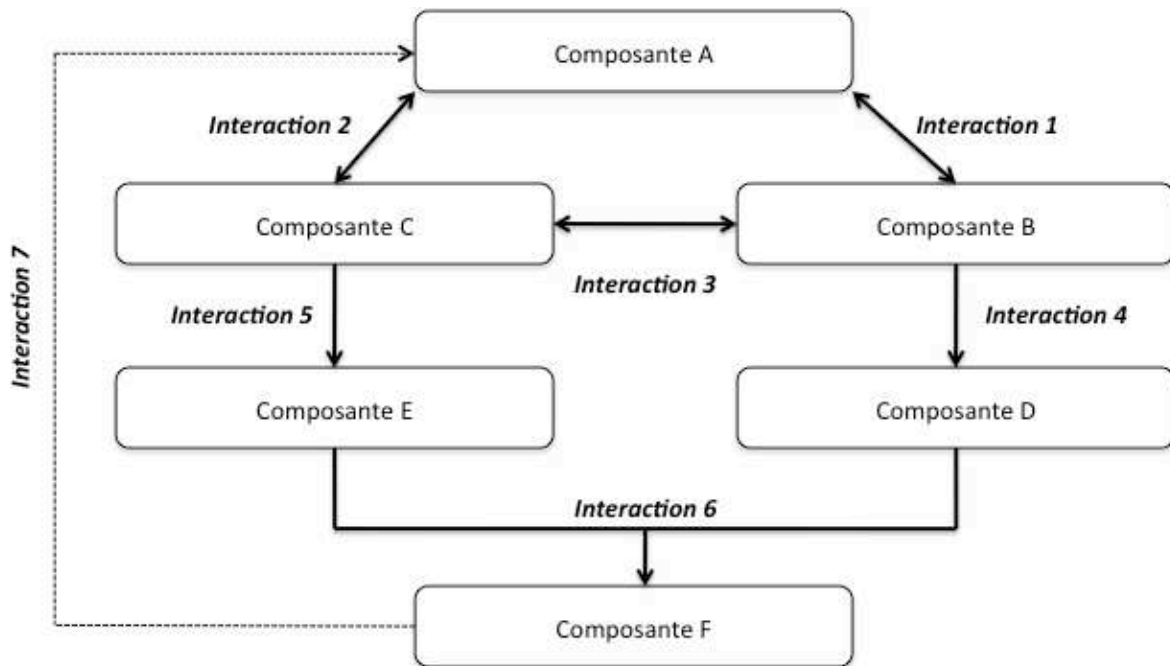 Composante A
Interaction 2
Interaction 1
Composante C
Composante B
Interaction 3
Interaction 7
Interaction 5
Interaction 4
Composante E
Composante D
Interaction 6
Composante F